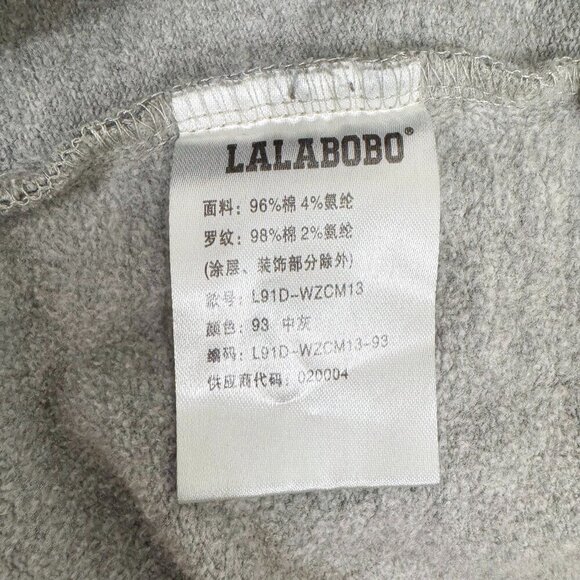 LALABOBO®
面料: 96%棉 4%氨纶
罗纹: 98%棉 2%氨纶
(涂层、装饰部分除外)
款号: L91D-WZCM13
颜色: 93 中灰
编码: L91D-WZCM13-93
供应商代码: 020004